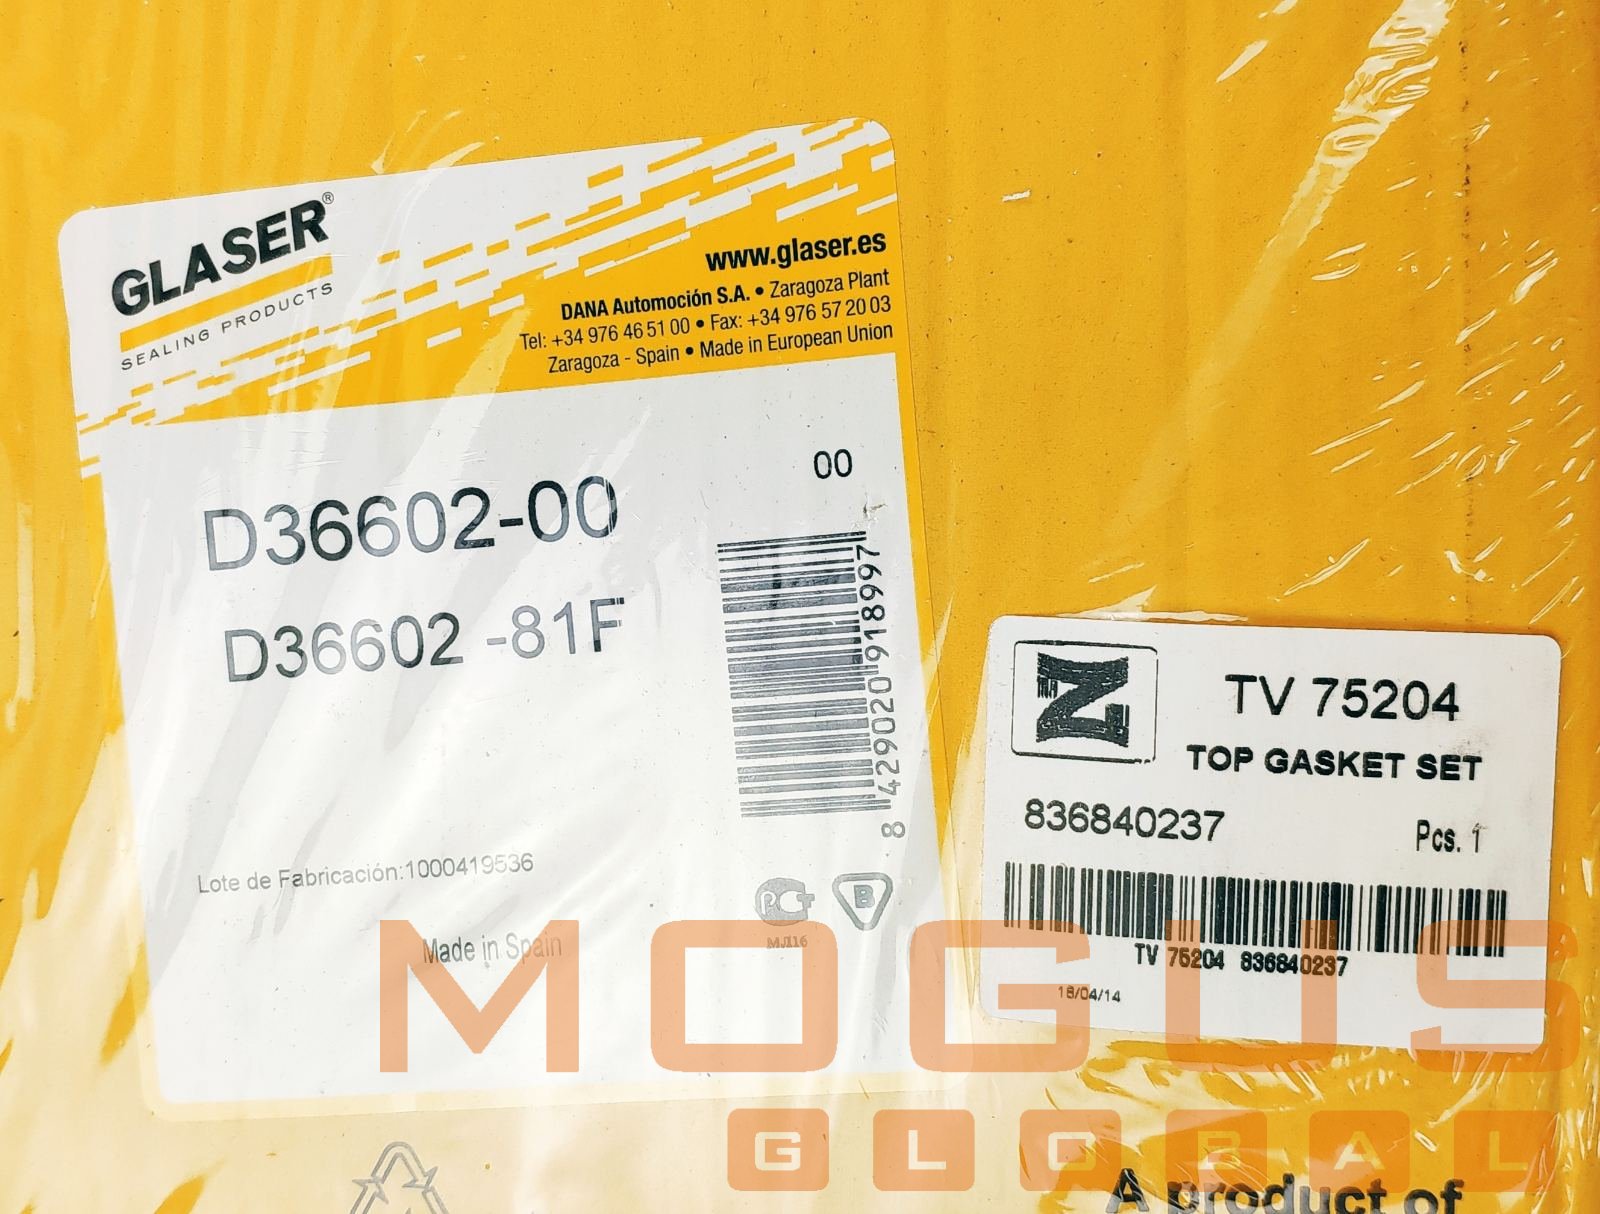 GLASER®
SEALING PRODUCTS
www.glaser.es
DANA Automoción S.A. • Zaragoza Plant
Tel: +34 976 46 51 00 • Fax: +34 976 57 20 03
Zaragoza - Spain • Made in European Union
00
D36602-00
D36602 -81F
8 429020 918997
Lote de Fabricación:1000419536
Made in Spain
PCT
МЛ16
B
Z
TV 75204
TOP GASKET SET
836840237
Pcs. 1
TV 75204 836840237
16/04/14
MOGUS
GLOBAL
A product of